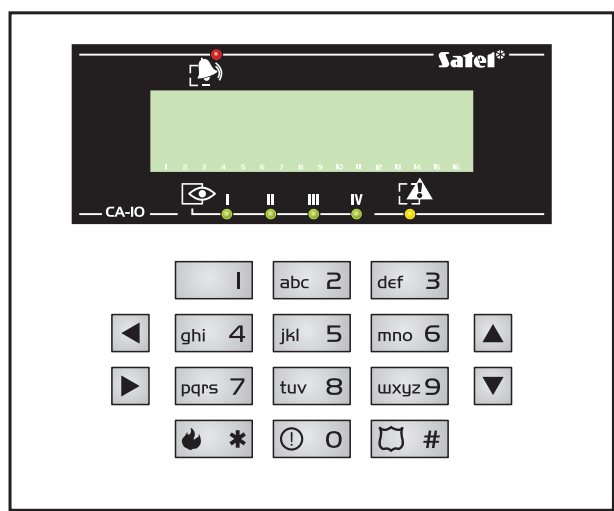 Satel*
1 2 3 4 5 6 7 8 9 10 11 12 13 14 15 16
I II III IV
CA-10
1 abc 2 def 3
ghi 4 jkl 5 mno 6
pqrs 7 tuv 8 wxyz 9
* 0 #